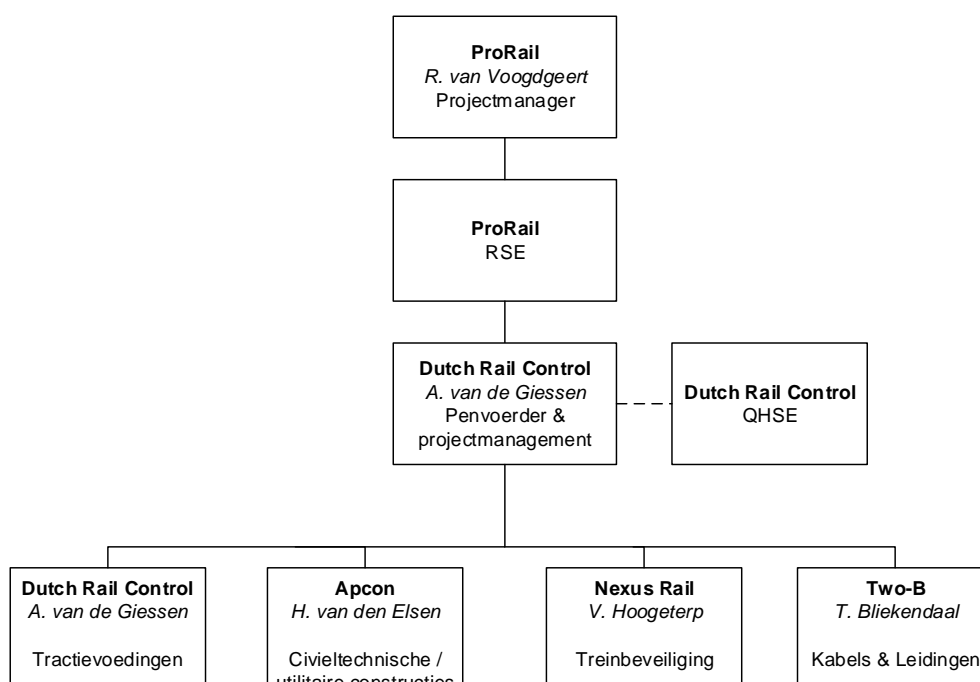 ProRail
R. van Voogdgeert
Projectmanager
ProRail
RSE
Dutch Rail Control
A. van de Giessen
Penvoerder &
projectmanagement
Dutch Rail Control
QHSE
Dutch Rail Control
A. van de Giessen
Tractievoedingen
Apcon
H. van den Elsen
Civieltechnische /
utilitaire constructies
Nexus Rail
V. Hoogeterp
Treinbeveiliging
Two-B
T. Bliekendaal
Kabels & Leidingen